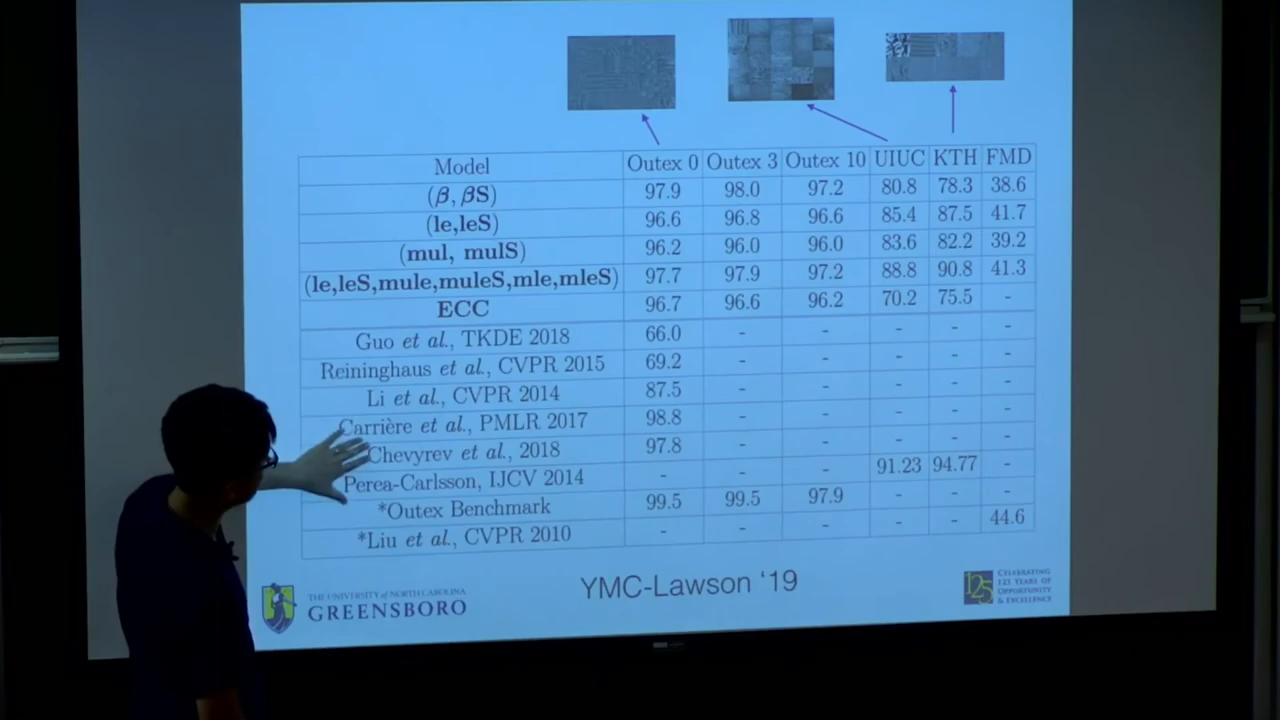 Model Outex 0 Outex 3 Outex 10 UIUC KTH FMD
(β, βS) 97.9 98.0 97.2 80.8 78.3 38.6
(le,leS) 96.6 96.8 96.6 85.4 87.5 41.7
(mul, mulS) 96.2 96.0 96.0 83.6 82.2 39.2
(le,leS,mule,muleS,mle,mleS) 97.7 97.9 97.2 88.8 90.8 41.3
ECC 96.7 96.6 96.2 70.2 75.5 -
Guo et al., TKDE 2018 66.0 - - - - -
Reininghaus et al., CVPR 2015 69.2 - - - - -
Li et al., CVPR 2014 87.5 - - - - -
Carrière et al., PMLR 2017 98.8 - - - - -
Chevyrev et al., 2018 97.8 - - - - -
Perea-Carlsson, IJCV 2014 - - - 91.23 94.77 -
*Outex Benchmark 99.5 99.5 97.9 - - -
*Liu et al., CVPR 2010 - - - - - 44.6
THE UNIVERSITY of NORTH CAROLINA
GREENSBORO
YMC-Lawson ‘19
125
CELEBRATING
125 YEARS OF
OPPORTUNITY
& EXCELLENCE